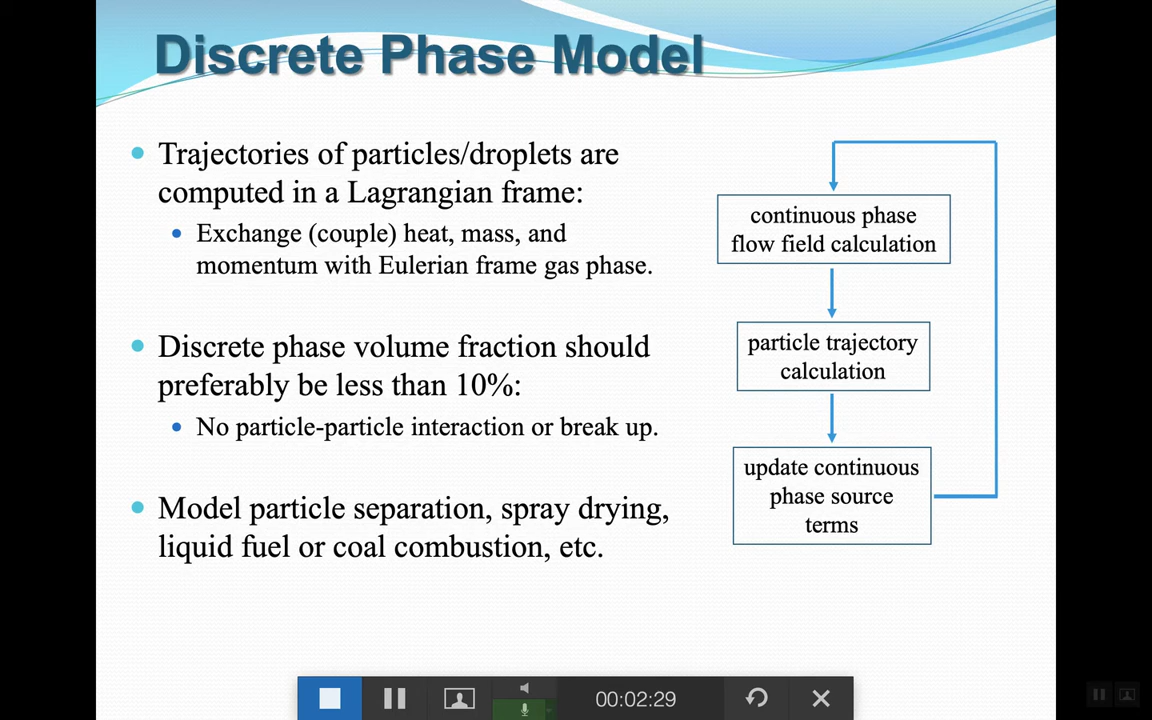 Discrete Phase Model
Trajectories of particles/droplets are
computed in a Lagrangian frame:
Exchange (couple) heat, mass, and
momentum with Eulerian frame gas phase.
Discrete phase volume fraction should
preferably be less than 10%:
No particle-particle interaction or break up.
Model particle separation, spray drying,
liquid fuel or coal combustion, etc.
continuous phase
flow field calculation
particle trajectory
calculation
update continuous
phase source
terms
00:02:29